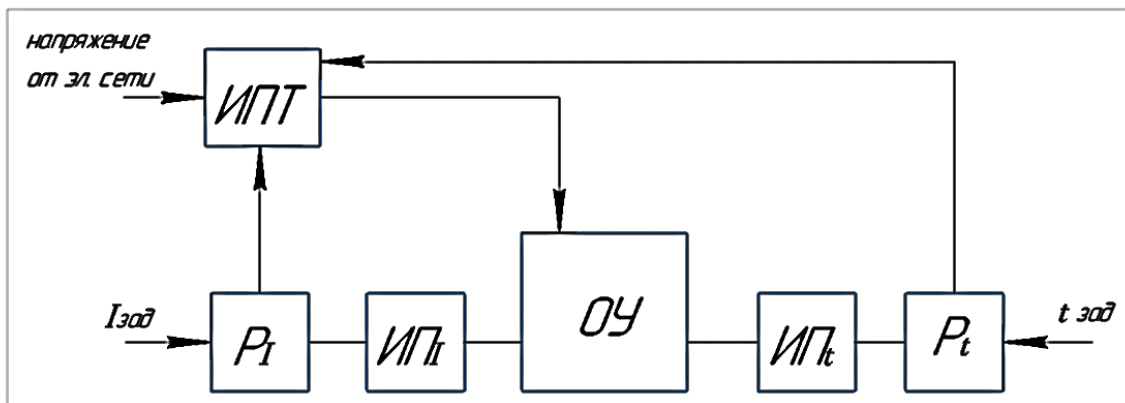 напряжение
от эл. сети
ИПТ
Iзад
PI
ИПI
ОУ
ИПt
Pt
t зад